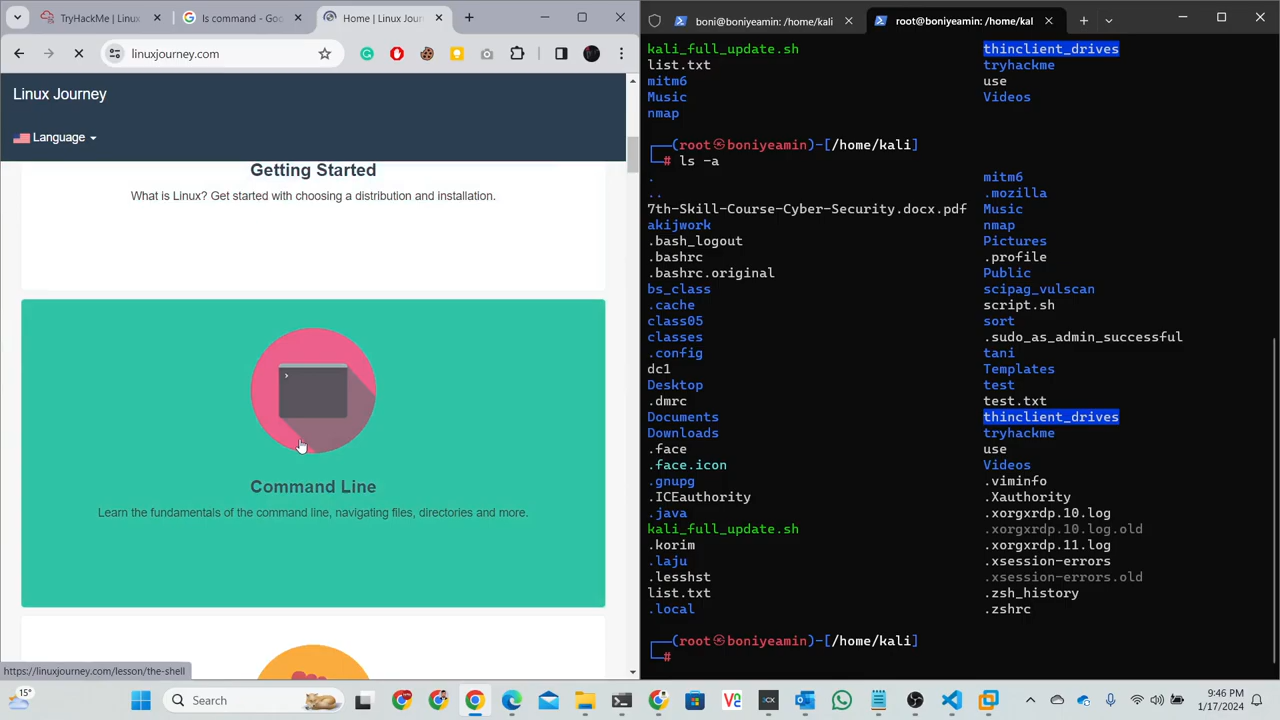 TryHackMe | Linux
ls command - Goo
Home | Linux Jour
linuxjourney.com
Linux Journey
Language
Getting Started
What is Linux? Get started with choosing a distribution and installation.
Command Line
Learn the fundamentals of the command line, navigating files, directories and more.
https://linuxjourney.com/lesson/the-shell
boni@boniyeamin: /home/kali
root@boniyeamin: /home/kali
kali_full_update.sh thinclient_drives
list.txt tryhackme
mitm6 use
Music Videos
nmap
┌──(root㉿boniyeamin)-[/home/kali]
└─# ls -a
. mitm6
.. .mozilla
7th-Skill-Course-Cyber-Security.docx.pdf Music
akijwork nmap
.bash_logout Pictures
.bashrc .profile
.bashrc.original Public
bs_class scipag_vulscan
.cache script.sh
class05 sort
classes .sudo_as_admin_successful
.config tani
dc1 Templates
Desktop test
.dmrc test.txt
Documents thinclient_drives
Downloads tryhackme
.face use
.face.icon Videos
.gnupg .viminfo
.ICEauthority .Xauthority
.java .xorgxrdp.10.log
kali_full_update.sh .xorgxrdp.10.log.old
.korim .xorgxrdp.11.log
.laju .xsession-errors
.lesshst .xsession-errors.old
list.txt .zsh_history
.local .zshrc
┌──(root㉿boniyeamin)-[/home/kali]
└─#
15°
Search
9:46 PM
1/17/2024